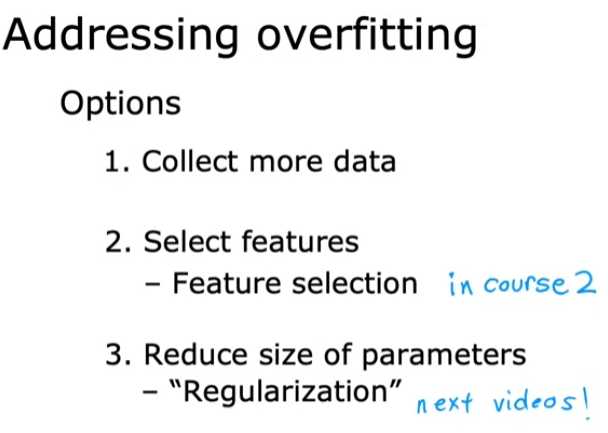 Addressing overfitting
Options
1. Collect more data
2. Select features
– Feature selection in course 2
3. Reduce size of parameters
– “Regularization” next videos!